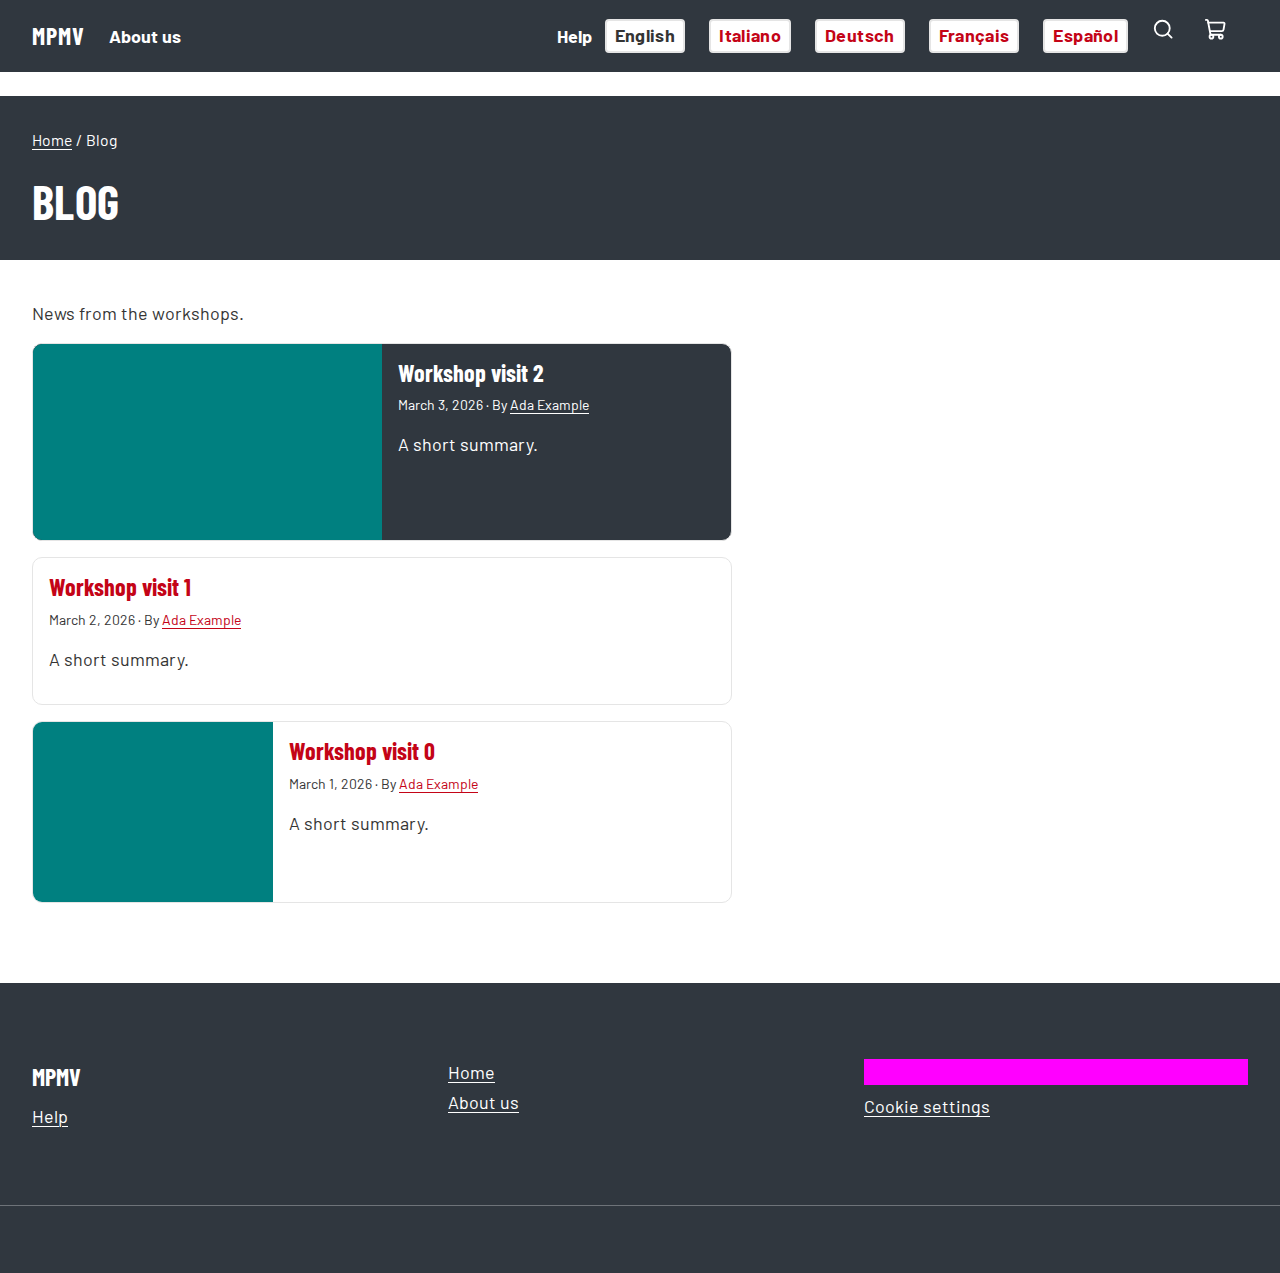 MPMV About us Help English Italiano Deutsch Français Español
Home / Blog
BLOG
News from the workshops.
Workshop visit 2
March 3, 2026 · By Ada Example
A short summary.
Workshop visit 1
March 2, 2026 · By Ada Example
A short summary.
Workshop visit 0
March 1, 2026 · By Ada Example
A short summary.
MPMV
Help
Home
About us
Cookie settings